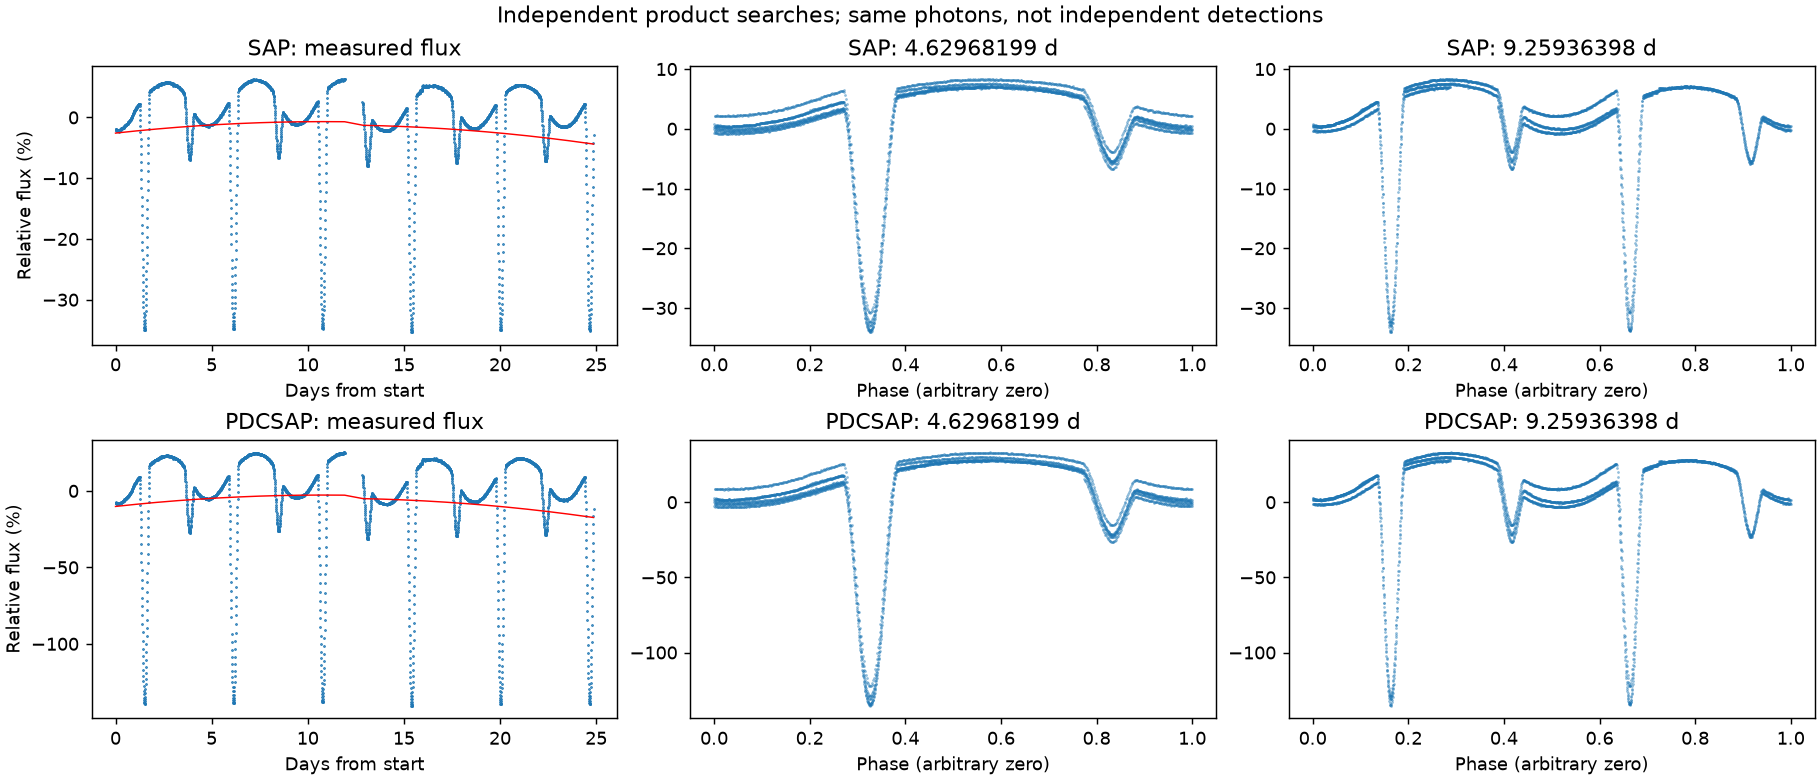 Independent product searches; same photons, not independent detections
SAP: measured flux
SAP: 4.62968199 d
SAP: 9.25936398 d
Relative flux (%)
0
−10
−20
−30
0 5 10 15 20 25
Days from start
10
0
−10
−20
−30
0.0 0.2 0.4 0.6 0.8 1.0
Phase (arbitrary zero)
10
0
−10
−20
−30
0.0 0.2 0.4 0.6 0.8 1.0
Phase (arbitrary zero)
PDCSAP: measured flux
PDCSAP: 4.62968199 d
PDCSAP: 9.25936398 d
Relative flux (%)
0
−50
−100
0 5 10 15 20 25
Days from start
0
−50
−100
0.0 0.2 0.4 0.6 0.8 1.0
Phase (arbitrary zero)
0
−50
−100
0.0 0.2 0.4 0.6 0.8 1.0
Phase (arbitrary zero)